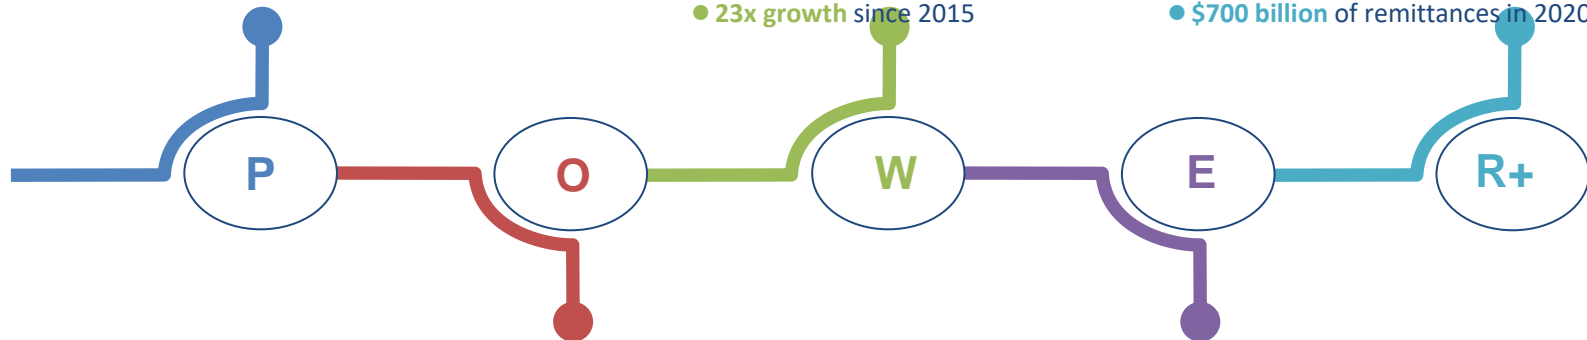 ● 23x growth since 2015
● $700 billion of remittances in 2020
P
O
W
E
R+